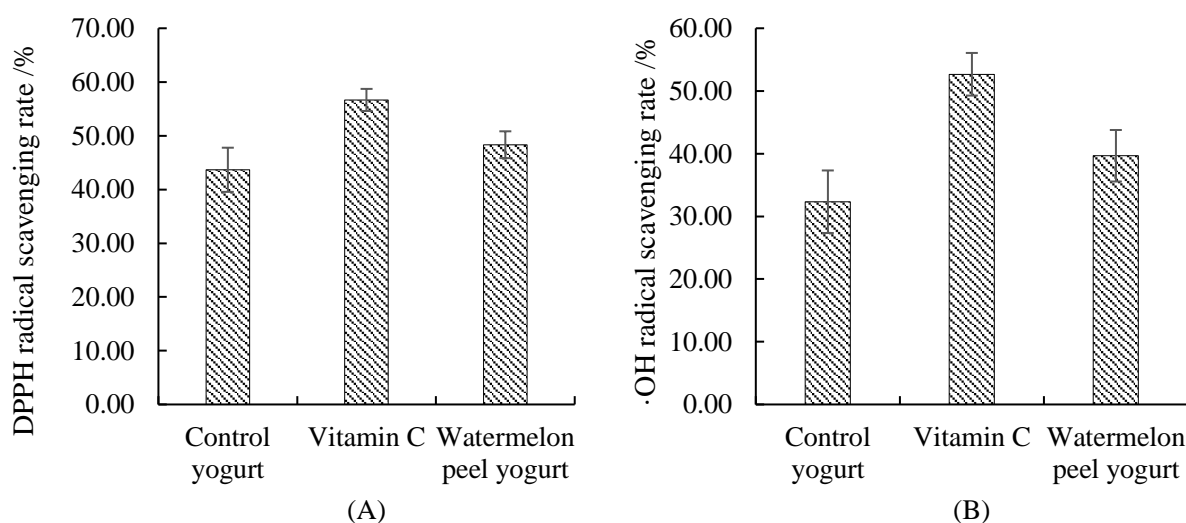 DPPH radical scavenging rate /%
70.00
60.00
50.00
40.00
30.00
20.00
10.00
0.00
Control
yogurt
Vitamin C
Watermelon
peel yogurt
(A)
·OH radical scavenging rate /%
60.00
50.00
40.00
30.00
20.00
10.00
0.00
Control
yogurt
Vitamin C
Watermelon
peel yogurt
(B)